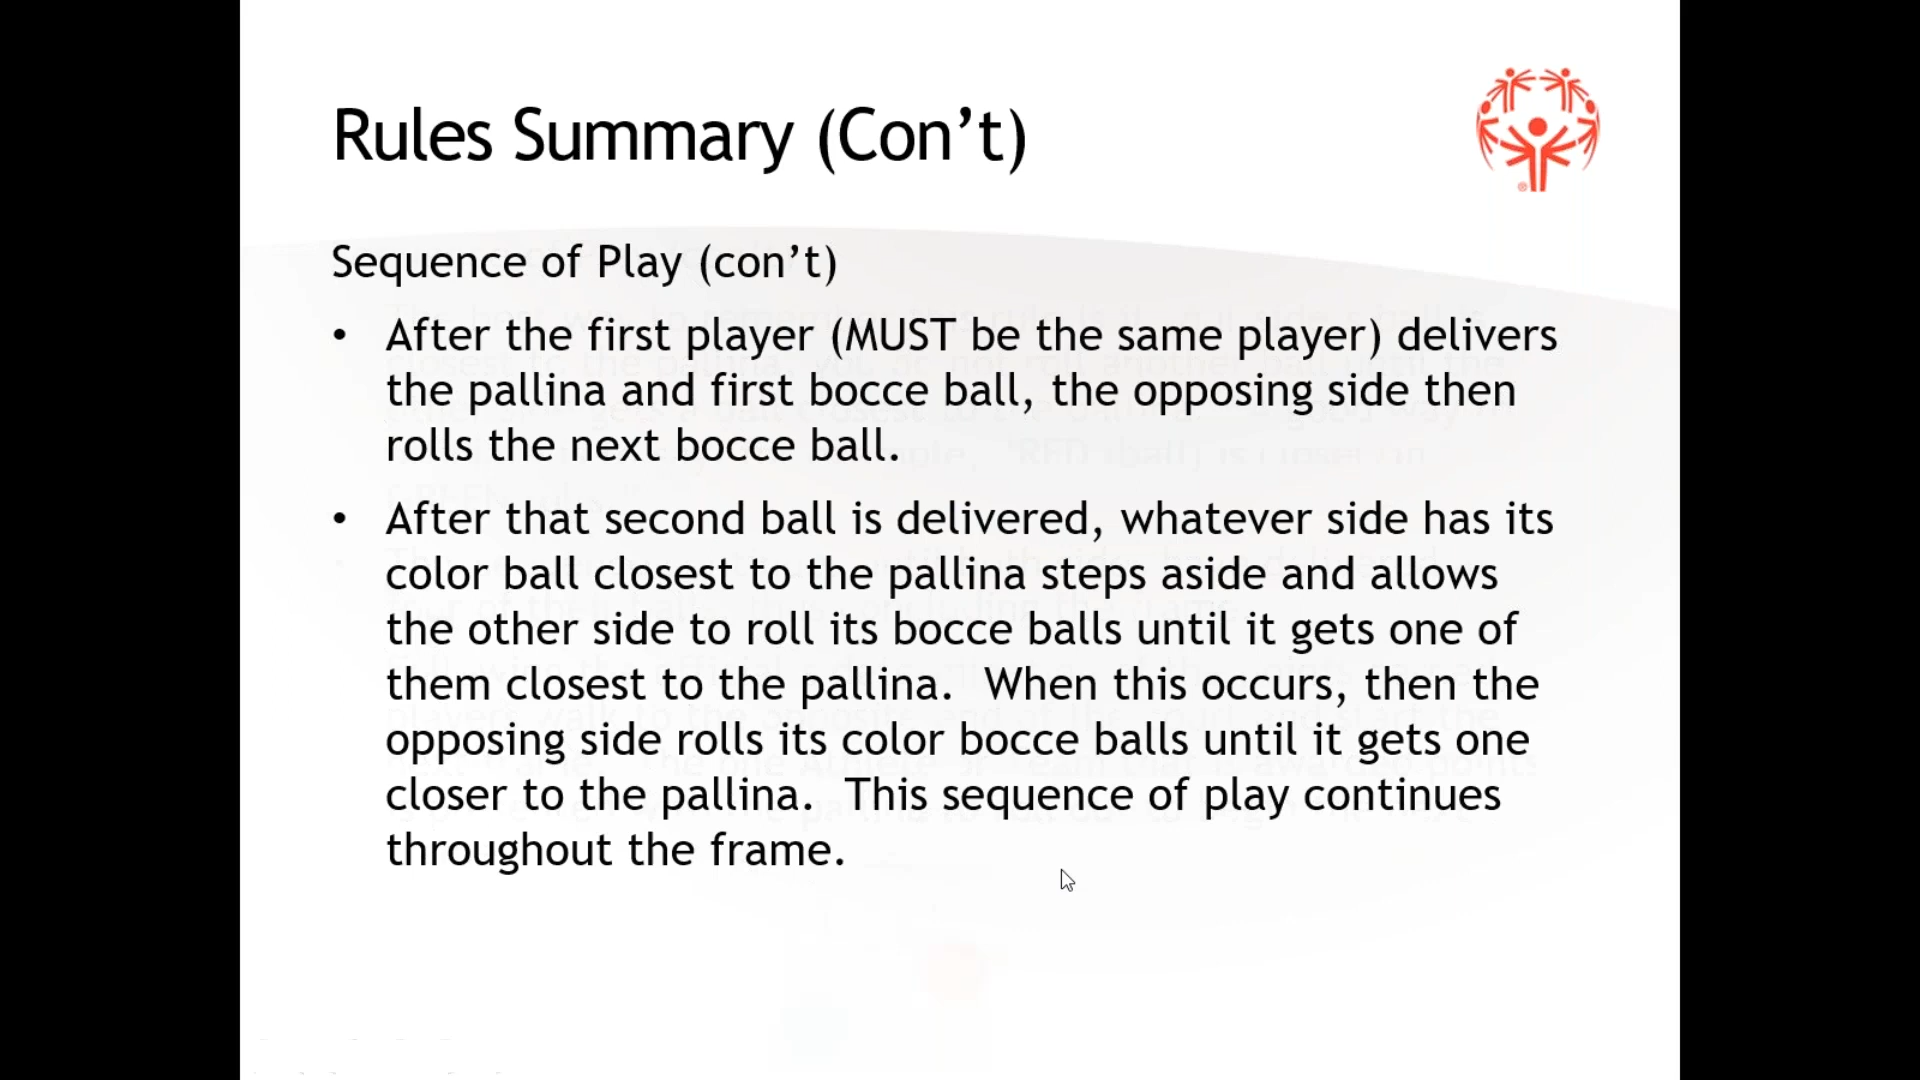 Rules Summary (Con’t)
Sequence of Play (con’t)
• After the first player (MUST be the same player) delivers
the pallina and first bocce ball, the opposing side then
rolls the next bocce ball.
• After that second ball is delivered, whatever side has its
color ball closest to the pallina steps aside and allows
the other side to roll its bocce balls until it gets one of
them closest to the pallina.  When this occurs, then the
opposing side rolls its color bocce balls until it gets one
closer to the pallina.  This sequence of play continues
throughout the frame.